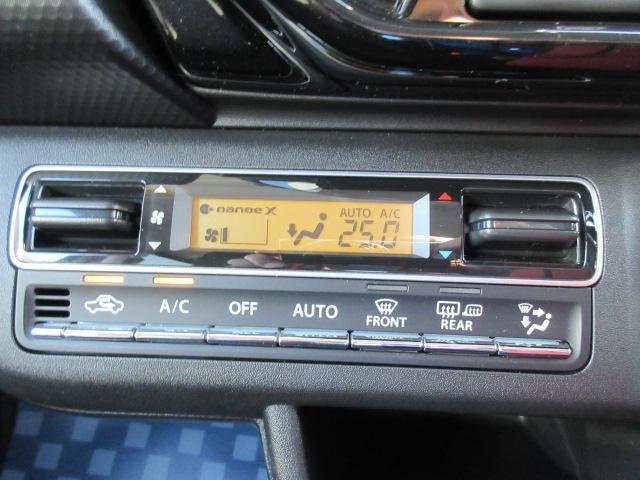 nanoe X
AUTO A/C
25.0
A/C OFF AUTO FRONT REAR